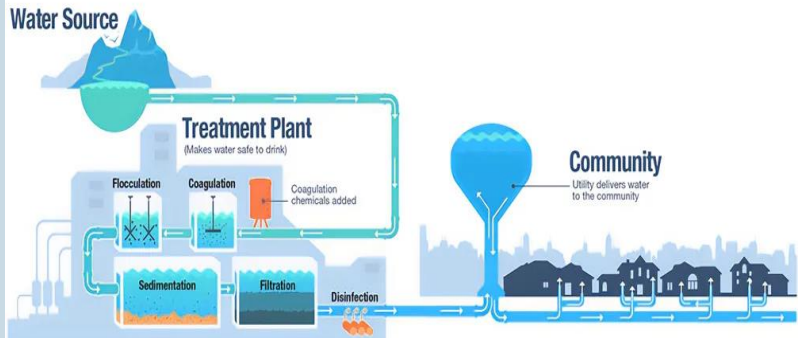 Water Source
Treatment Plant
(Makes water safe to drink)
Flocculation
Coagulation
Coagulation
chemicals added
Sedimentation
Filtration
Disinfection
Community
Utility delivers water
to the community